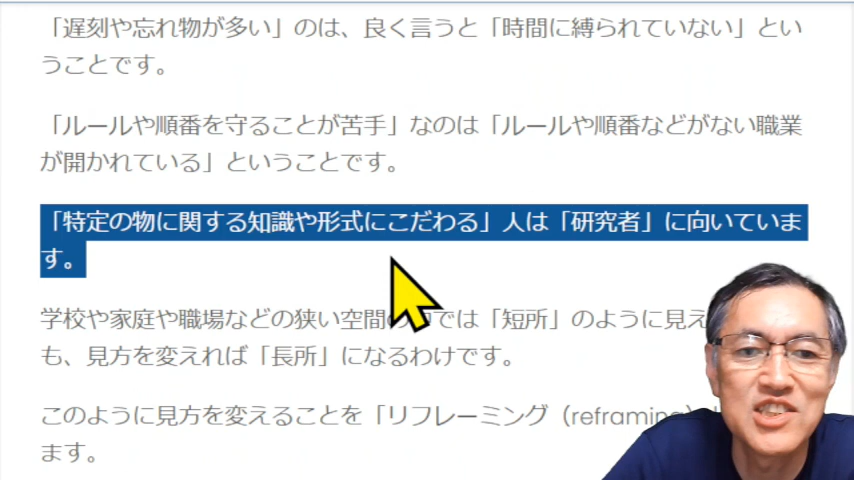 「遅刻や忘れ物が多い」のは、良く言うと「時間に縛られていない」とい
うことです。
「ルールや順番を守ることが苦手」なのは「ルールや順番などがない職業
が開かれている」ということです。
「特定の物に関する知識や形式にこだわる」人は「研究者」に向いていま
す。
学校や家庭や職場などの狭い空間の中では「短所」のように見え
も、見方を変えれば「長所」になるわけです。
このように見方を変えることを「リフレーミング（reframing）
ます。